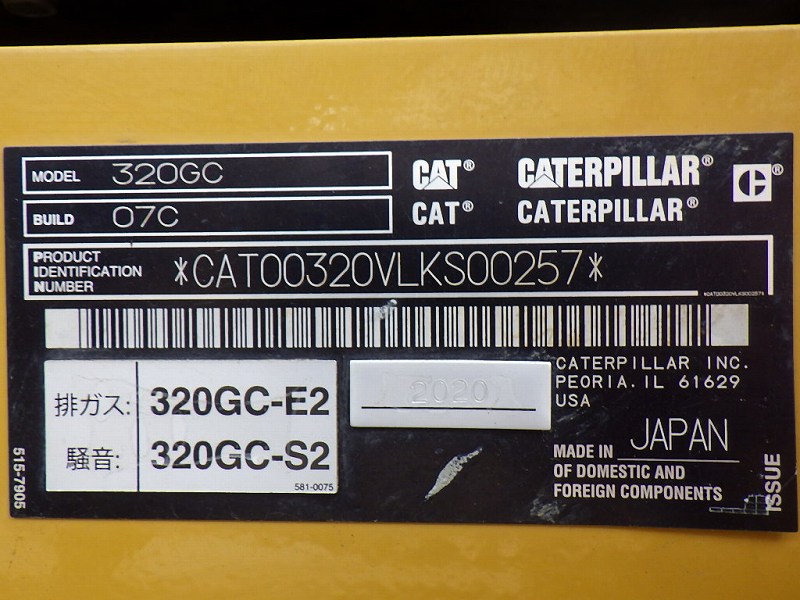 MODEL 320GC
CAT® CATERPILLAR® C®
BUILD 07C
CAT® CATERPILLAR®
PRODUCT
IDENTIFICATION
NUMBER
*CAT00320VLKS00257*
*CAT00320VLKS00257*
排ガス: 320GC-E2
騒音: 320GC-S2
581-0075
2020
CATERPILLAR INC.
PEORIA. IL 61629
USA
MADE IN JAPAN
OF DOMESTIC AND
FOREIGN COMPONENTS
515-7905
ISSUE